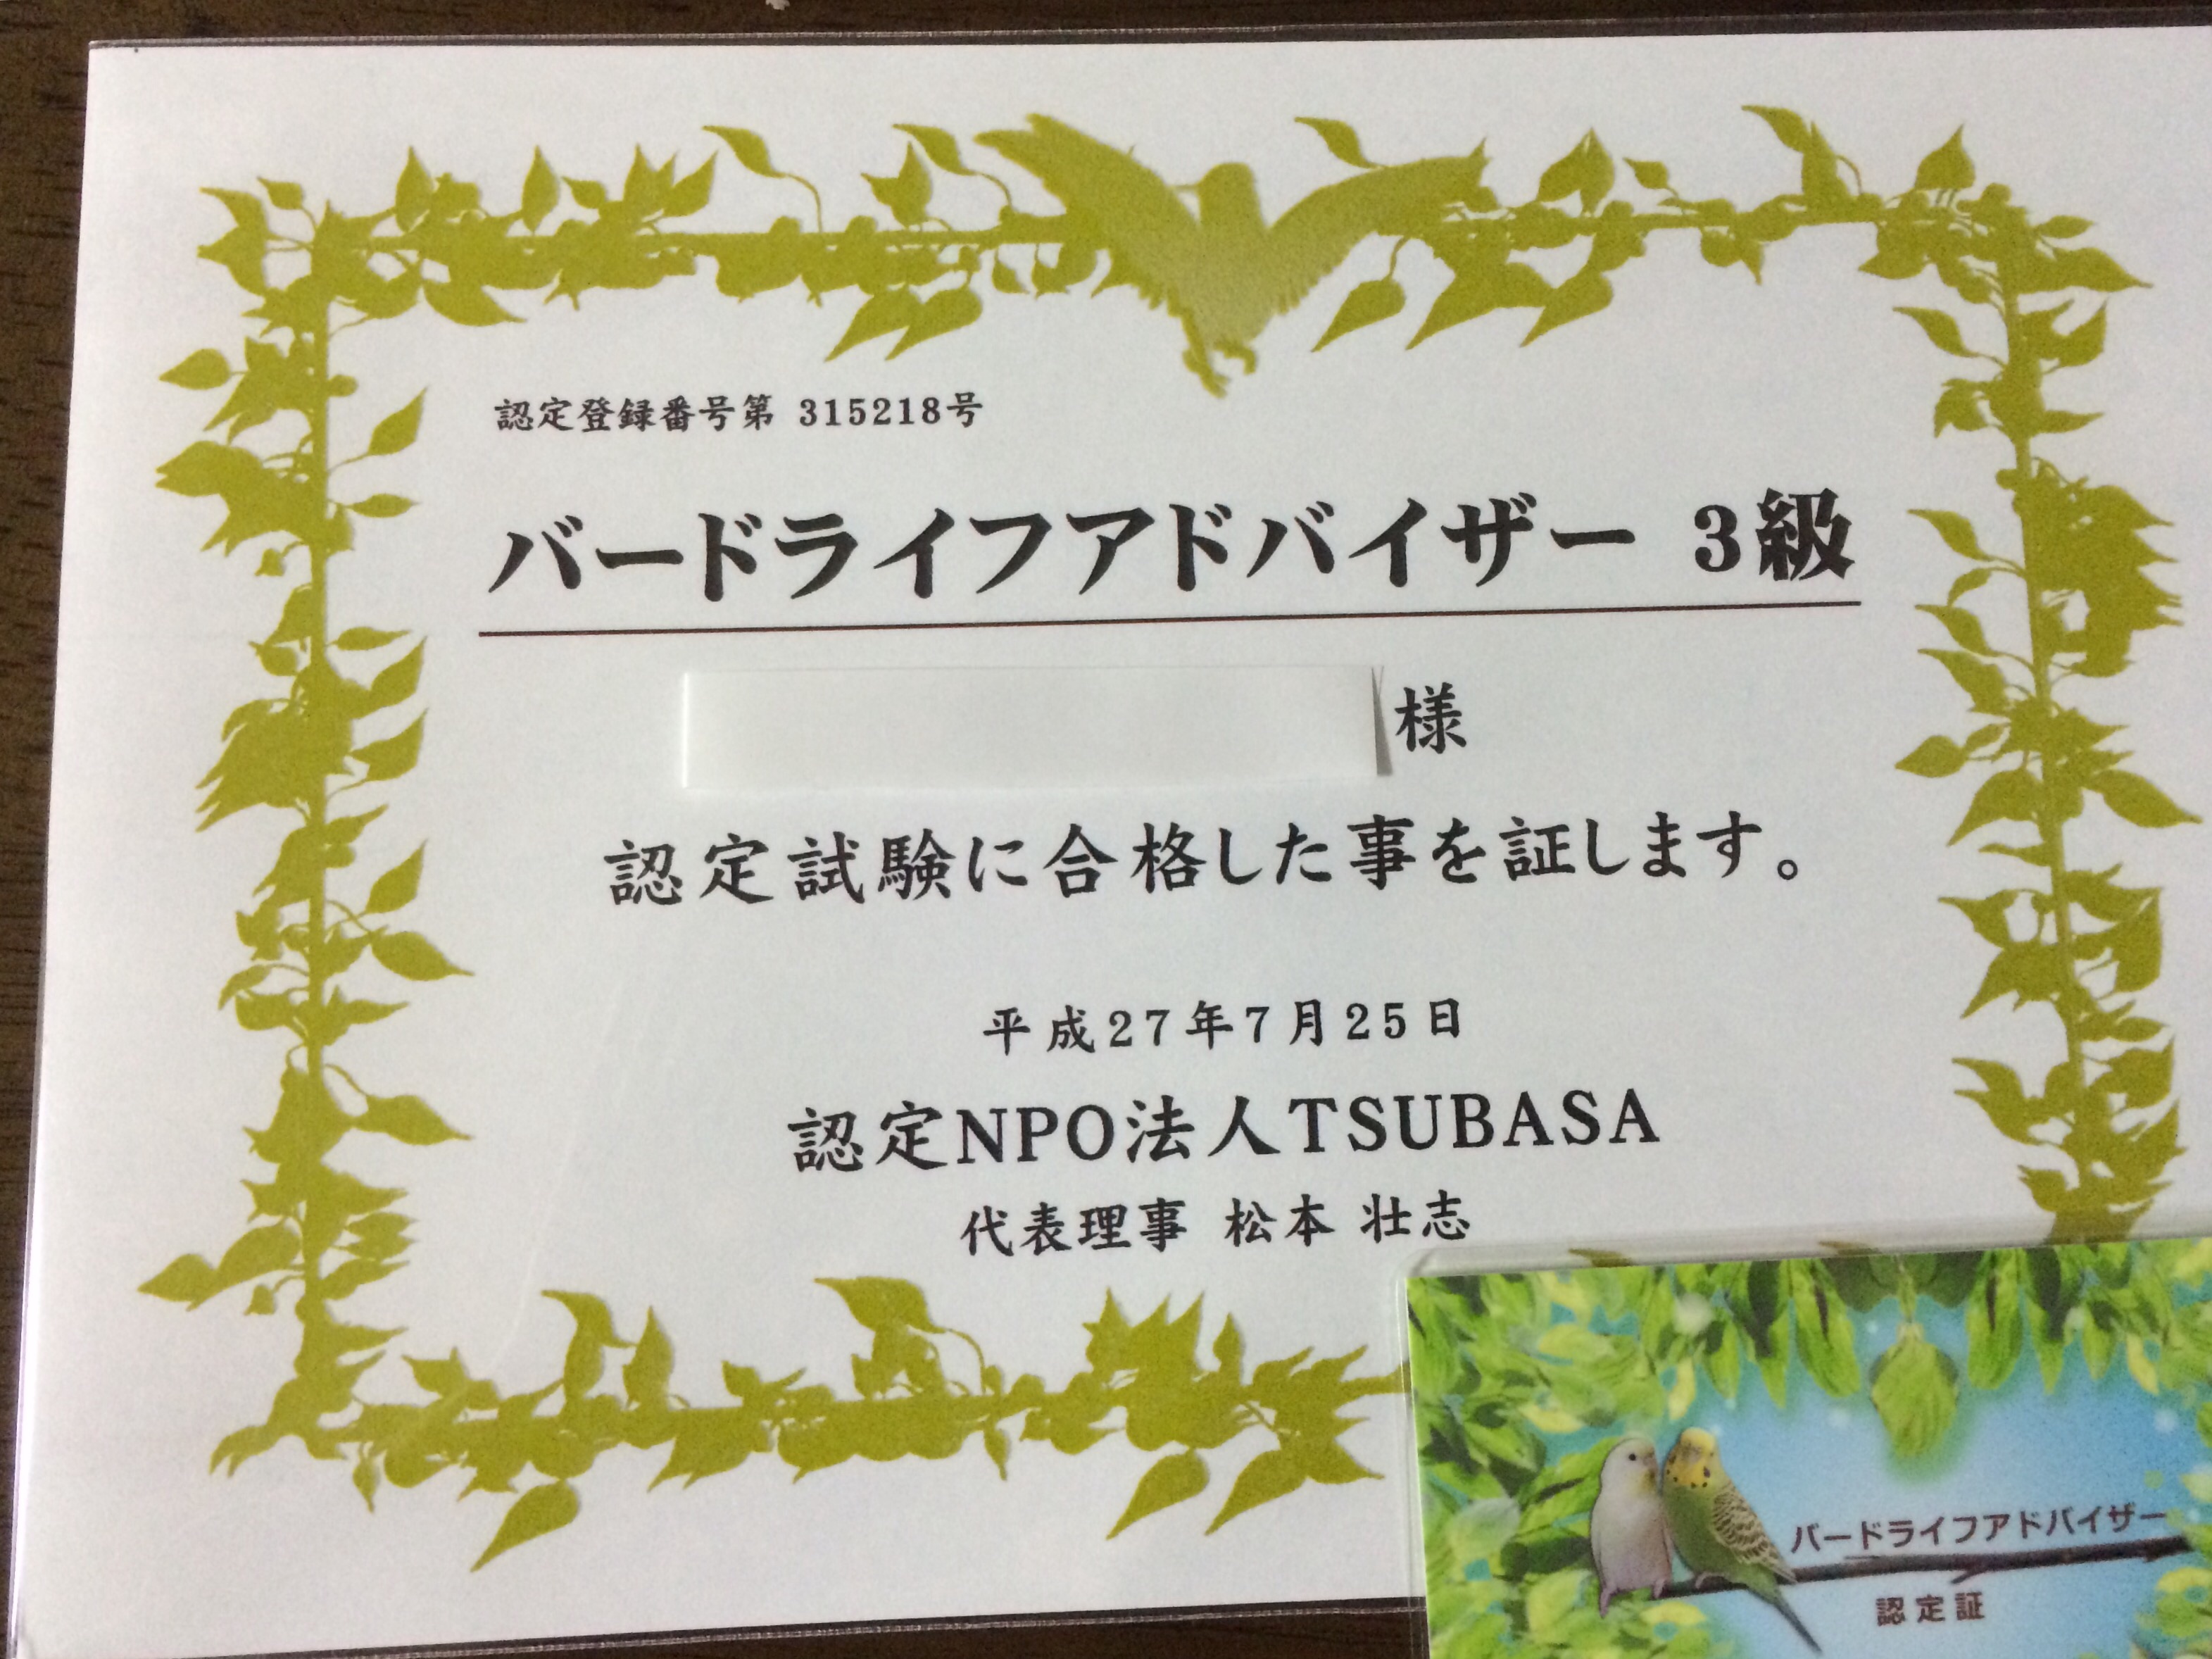 認定登録番号第 315218号
バードライフアドバイザー 3級
様
認定試験に合格した事を証します。
平成27年7月25日
認定NPO法人TSUBASA
代表理事 松本 壮志
バードライフアドバイザー
認定証